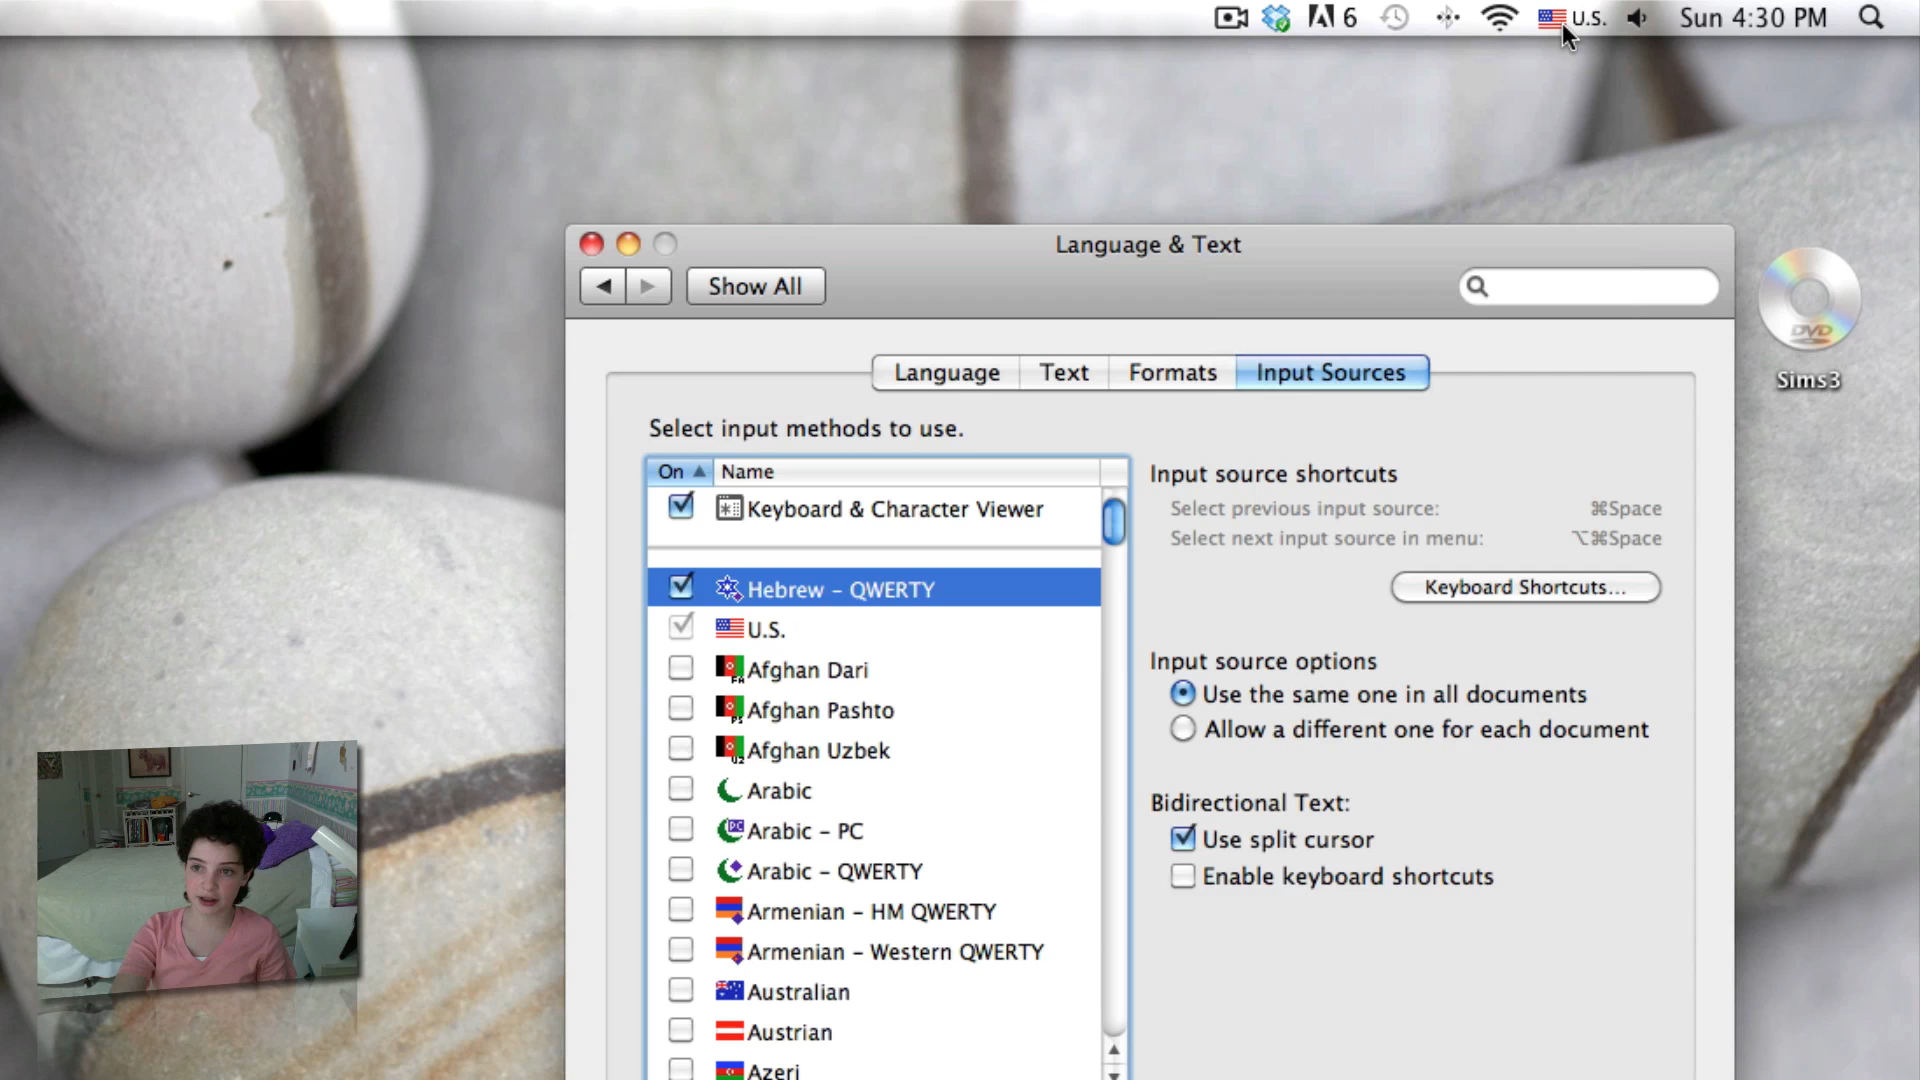 6 U.S. Sun 4:30 PM
Language & Text
Show All
DVD
Sims3
Language Text Formats Input Sources
Select input methods to use.
On Name
Keyboard & Character Viewer
Hebrew – QWERTY
U.S.
Afghan Dari
Afghan Pashto
Afghan Uzbek
Arabic
Arabic – PC
Arabic – QWERTY
Armenian – HM QWERTY
Armenian – Western QWERTY
Australian
Austrian
Azeri
Input source shortcuts
Select previous input source: ⌘Space
Select next input source in menu: ⌥⌘Space
Keyboard Shortcuts...
Input source options
Use the same one in all documents
Allow a different one for each document
Bidirectional Text:
Use split cursor
Enable keyboard shortcuts